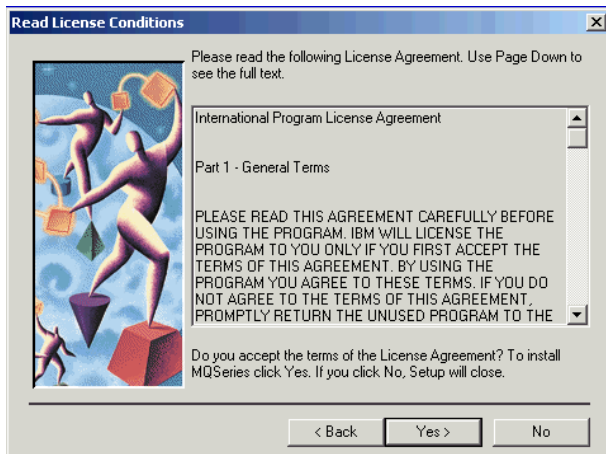 Read License Conditions
Please read the following License Agreement. Use Page Down to
see the full text.
International Program License Agreement
Part 1 - General Terms
PLEASE READ THIS AGREEMENT CAREFULLY BEFORE
USING THE PROGRAM. IBM WILL LICENSE THE
PROGRAM TO YOU ONLY IF YOU FIRST ACCEPT THE
TERMS OF THIS AGREEMENT. BY USING THE
PROGRAM YOU AGREE TO THESE TERMS. IF YOU DO
NOT AGREE TO THE TERMS OF THIS AGREEMENT,
PROMPTLY RETURN THE UNUSED PROGRAM TO THE
Do you accept the terms of the License Agreement? To install
MQSeries click Yes. If you click No, Setup will close.
< Back
Yes >
No